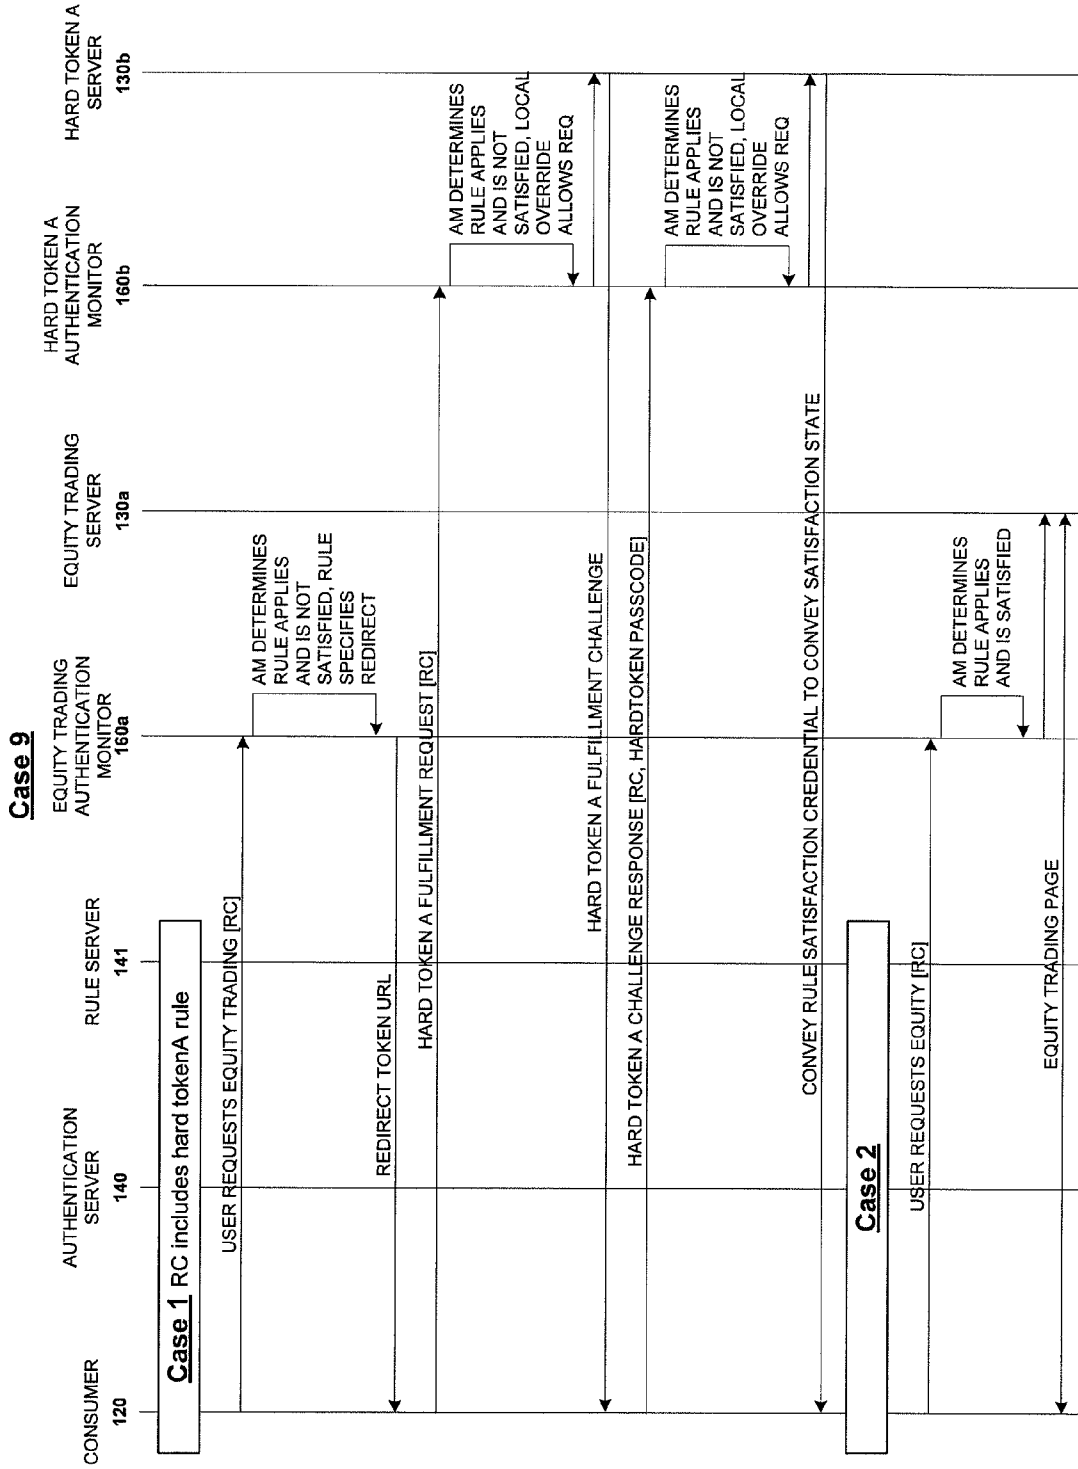 Case 9
CONSUMER
120
AUTHENTICATION
SERVER
140
RULE SERVER
141
EQUITY TRADING
AUTHENTICATION
MONITOR
160a
EQUITY TRADING
SERVER
130a
HARD TOKEN A
AUTHENTICATION
MONITOR
160b
HARD TOKEN A
SERVER
130b
Case 1 RC includes hard tokenA rule
USER REQUESTS EQUITY TRADING [RC]
AM DETERMINES
RULE APPLIES
AND IS NOT
SATISFIED, RULE
SPECIFIES
REDIRECT
REDIRECT TOKEN URL
HARD TOKEN A FULFILLMENT REQUEST [RC]
AM DETERMINES
RULE APPLIES
AND IS NOT
SATISFIED, LOCAL
OVERRIDE
ALLOWS REQ
HARD TOKEN A FULFILLMENT CHALLENGE
HARD TOKEN A CHALLENGE RESPONSE [RC, HARDTOKEN PASSCODE]
AM DETERMINES
RULE APPLIES
AND IS NOT
SATISFIED, LOCAL
OVERRIDE
ALLOWS REQ
CONVEY RULE SATISFACTION CREDENTIAL TO CONVEY SATISFACTION STATE
Case 2
USER REQUESTS EQUITY [RC]
AM DETERMINES
RULE APPLIES
AND IS SATISFIED
EQUITY TRADING PAGE